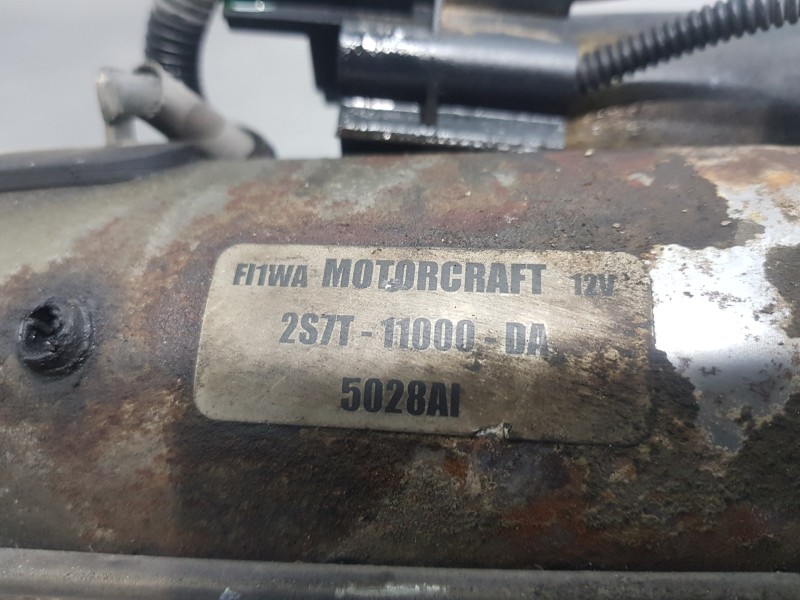 FI1WA MOTORCRAFT 12V
2S7T-11000-DA
5028AI